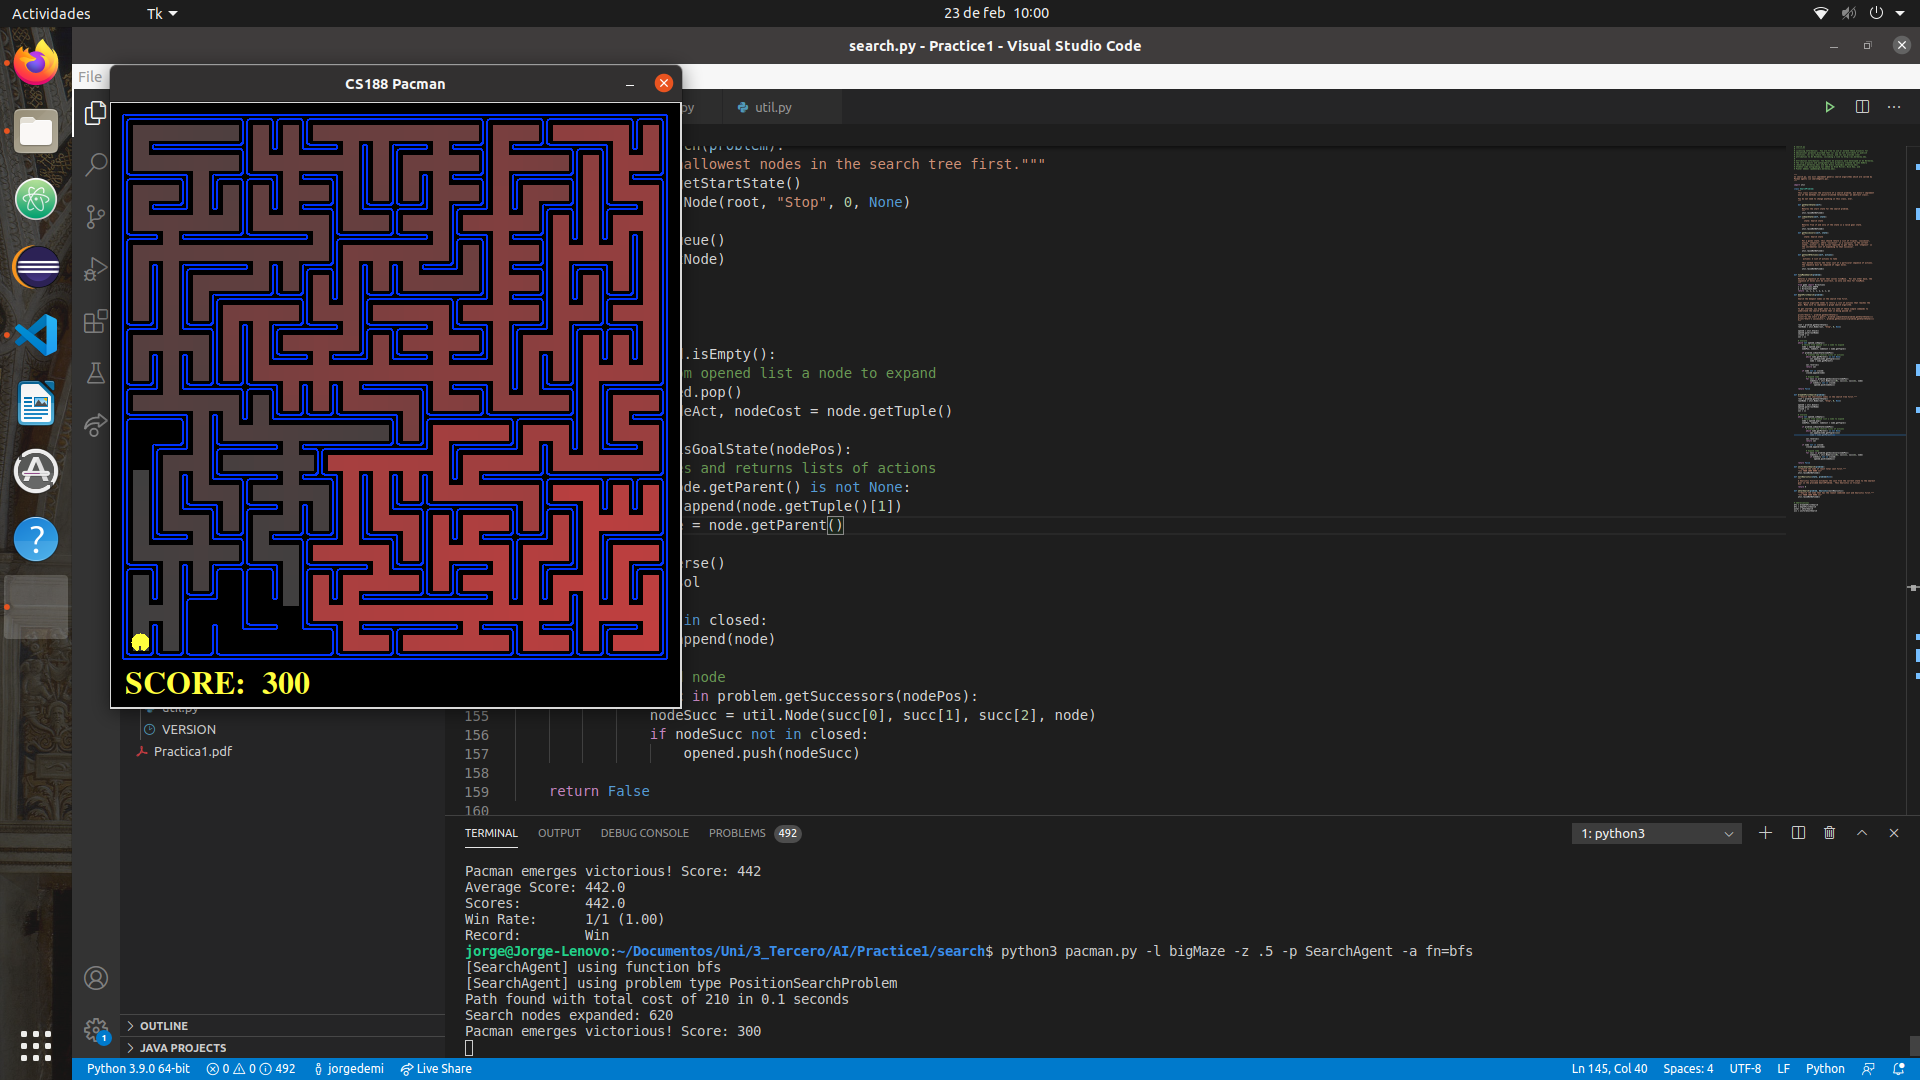 Actividades
Tk
23 de feb 10:00
search.py - Practice1 - Visual Studio Code
File
CS188 Pacman
py
util.py
allowest nodes in the search tree first."""
etStartState()
Node(root, "Stop", 0, None)
eue()
Node)
.isEmpty():
m opened list a node to expand
ed.pop()
eAct, nodeCost = node.getTuple()
sGoalState(nodePos):
es and returns lists of actions
de.getParent() is not None:
append(node.getTuple()[1])
e = node.getParent()
erse()
ol
in closed:
ppend(node)
node
in problem.getSuccessors(nodePos):
SCORE: 300
util.py
VERSION
Practica1.pdf
155 nodeSucc = util.Node(succ[0], succ[1], succ[2], node)
156 if nodeSucc not in closed:
157 opened.push(nodeSucc)
158
159 return False
160
TERMINAL OUTPUT DEBUG CONSOLE PROBLEMS 492
1: python3
Pacman emerges victorious! Score: 442
Average Score: 442.0
Scores: 442.0
Win Rate: 1/1 (1.00)
Record: Win
jorge@Jorge-Lenovo:~/Documentos/Uni/3_Tercero/AI/Practice1/search$ python3 pacman.py -l bigMaze -z .5 -p SearchAgent -a fn=bfs
[SearchAgent] using function bfs
[SearchAgent] using problem type PositionSearchProblem
Path found with total cost of 210 in 0.1 seconds
Search nodes expanded: 620
Pacman emerges victorious! Score: 300
OUTLINE
JAVA PROJECTS
1
Python 3.9.0 64-bit 0 0 492 jorgedemi Live Share
Ln 145, Col 40 Spaces: 4 UTF-8 LF Python